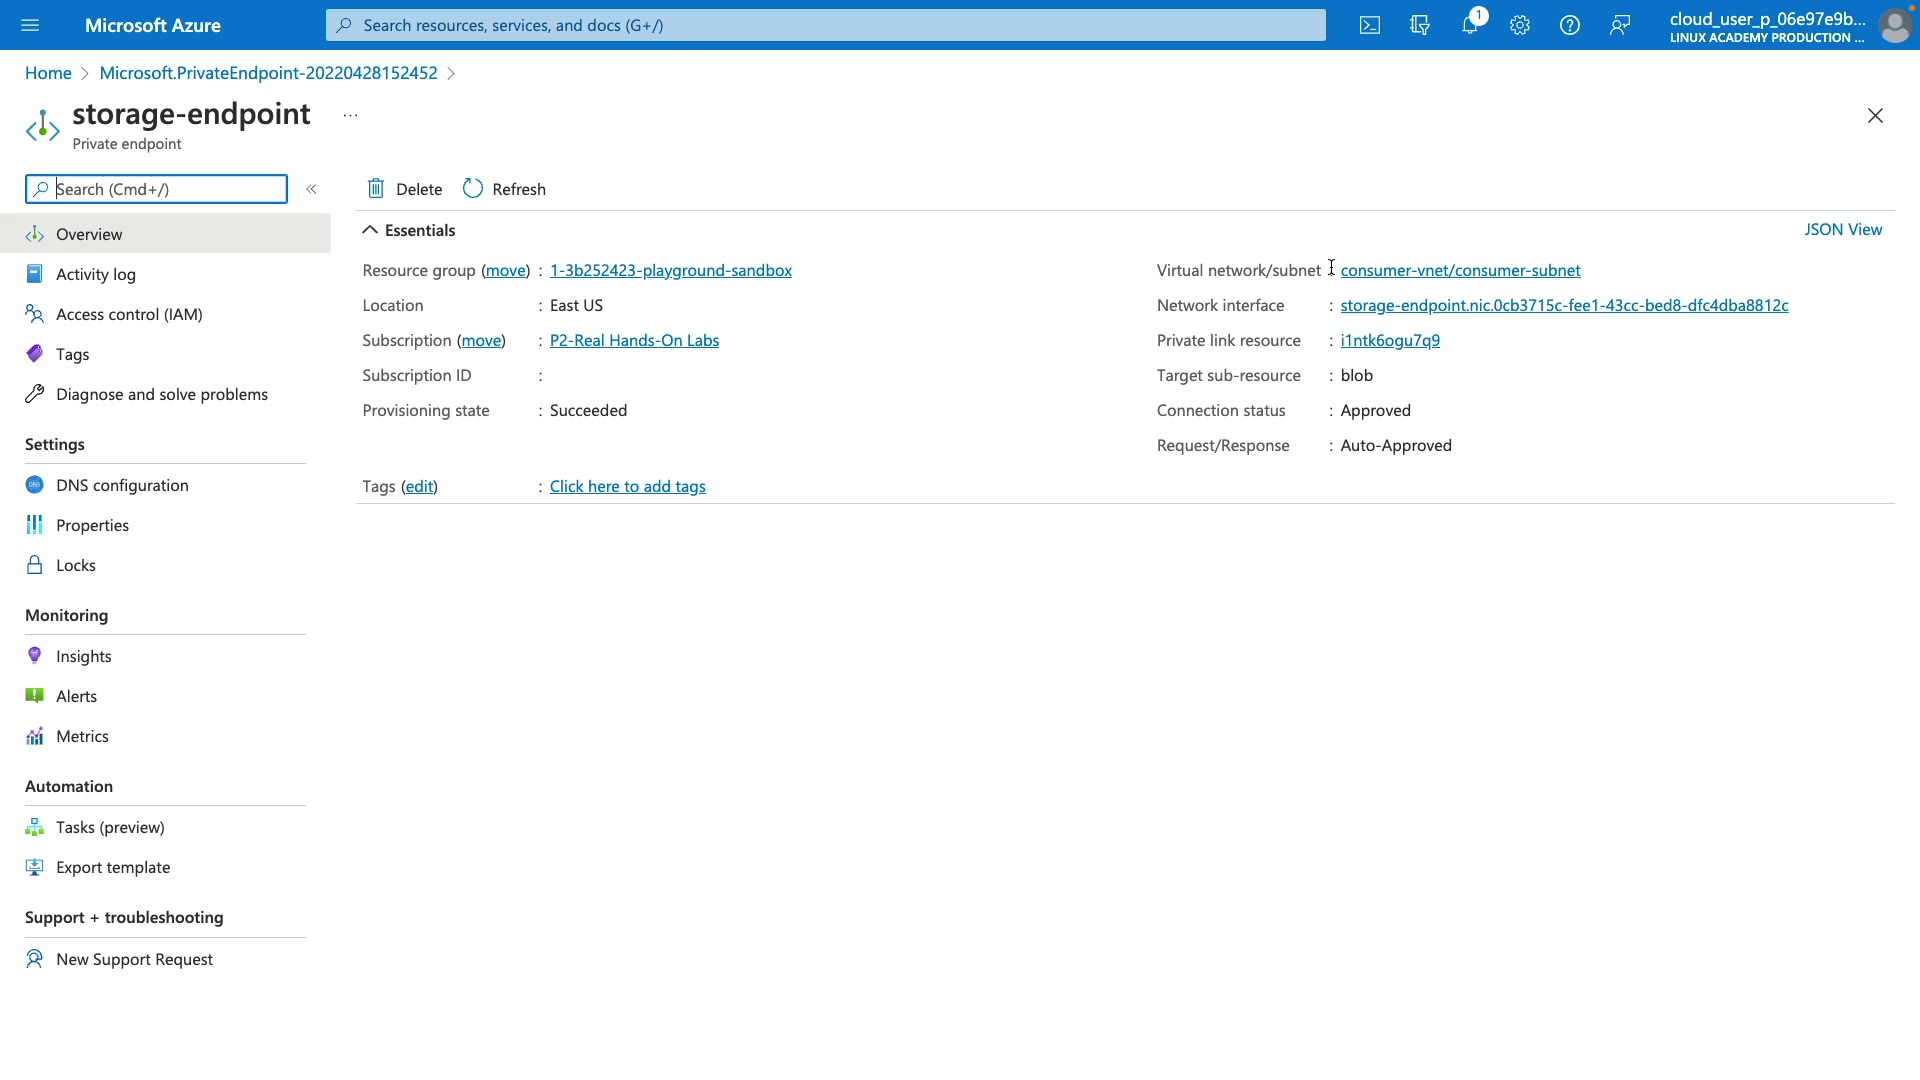 Microsoft Azure
Search resources, services, and docs (G+/)
1
cloud_user_p_06e97e9b...
LINUX ACADEMY PRODUCTION ...
Home > Microsoft.PrivateEndpoint-20220428152452 >
storage-endpoint ...
Private endpoint
Search (Cmd+/)
«
Delete
Refresh
Overview
Activity log
Access control (IAM)
Tags
Diagnose and solve problems
Settings
DNS configuration
Properties
Locks
Monitoring
Insights
Alerts
Metrics
Automation
Tasks (preview)
Export template
Support + troubleshooting
New Support Request
Essentials
JSON View
Resource group (move) : 1-3b252423-playground-sandbox
Location : East US
Subscription (move) : P2-Real Hands-On Labs
Subscription ID :
Provisioning state : Succeeded
Virtual network/subnet : consumer-vnet/consumer-subnet
Network interface : storage-endpoint.nic.0cb3715c-fee1-43cc-bed8-dfc4dba8812c
Private link resource : i1ntk6ogu7q9
Target sub-resource : blob
Connection status : Approved
Request/Response : Auto-Approved
Tags (edit) : Click here to add tags